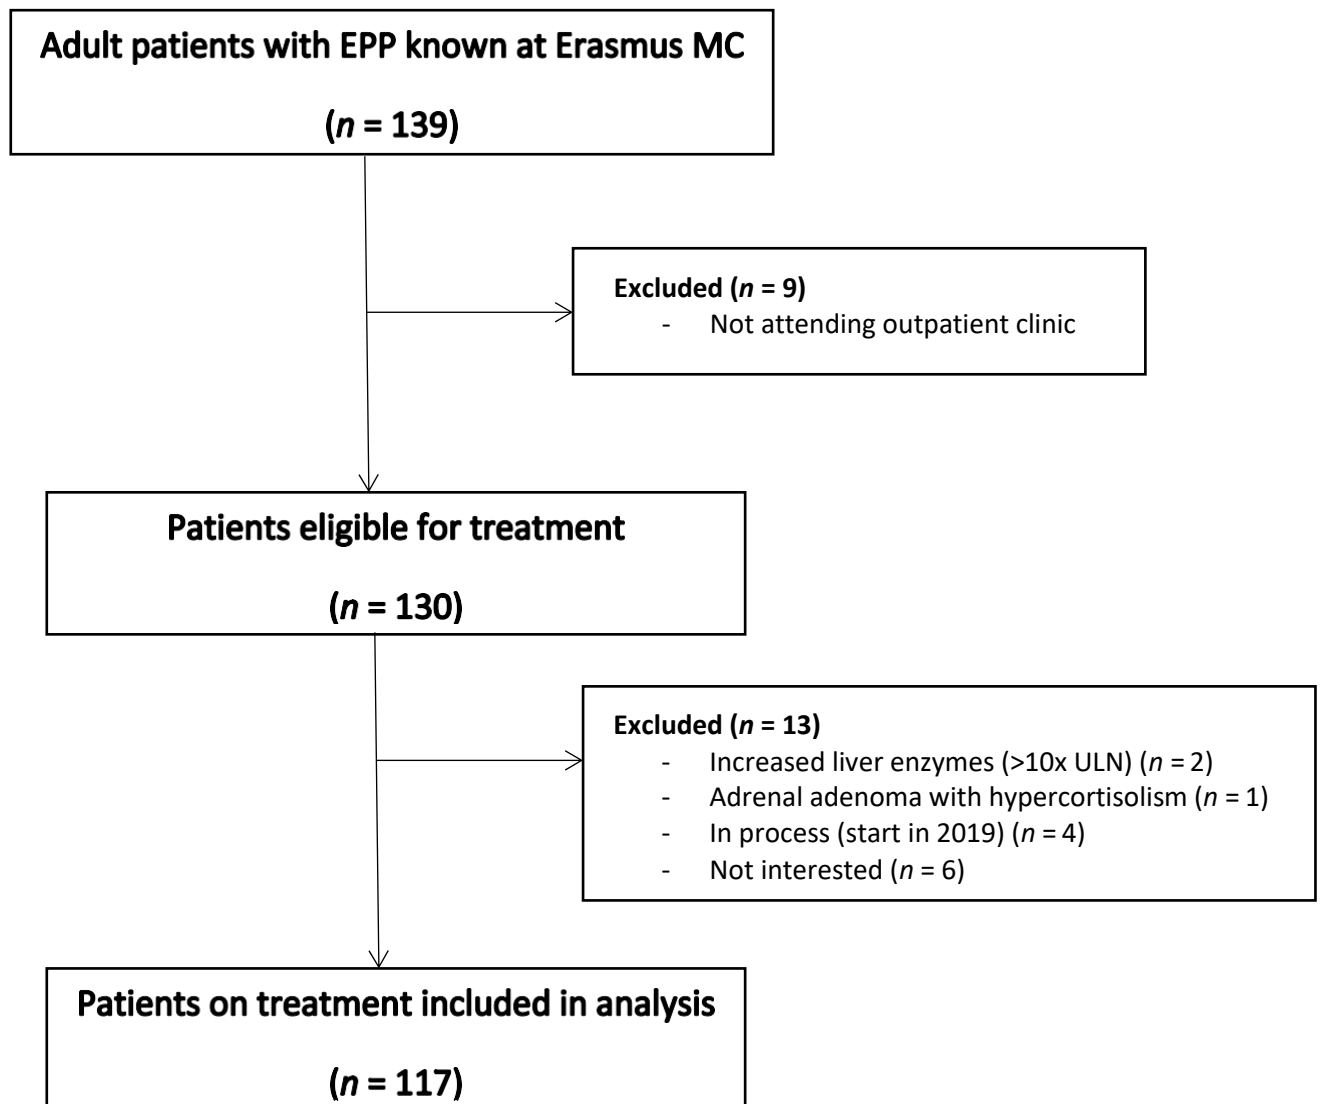 Adult patients with EPP known at Erasmus MC
(n = 139)
Excluded (n = 9)
- Not attending outpatient clinic
Patients eligible for treatment
(n = 130)
Excluded (n = 13)
- Increased liver enzymes (>10x ULN) (n = 2)
- Adrenal adenoma with hypercortisolism (n = 1)
- In process (start in 2019) (n = 4)
- Not interested (n = 6)
Patients on treatment included in analysis
(n = 117)